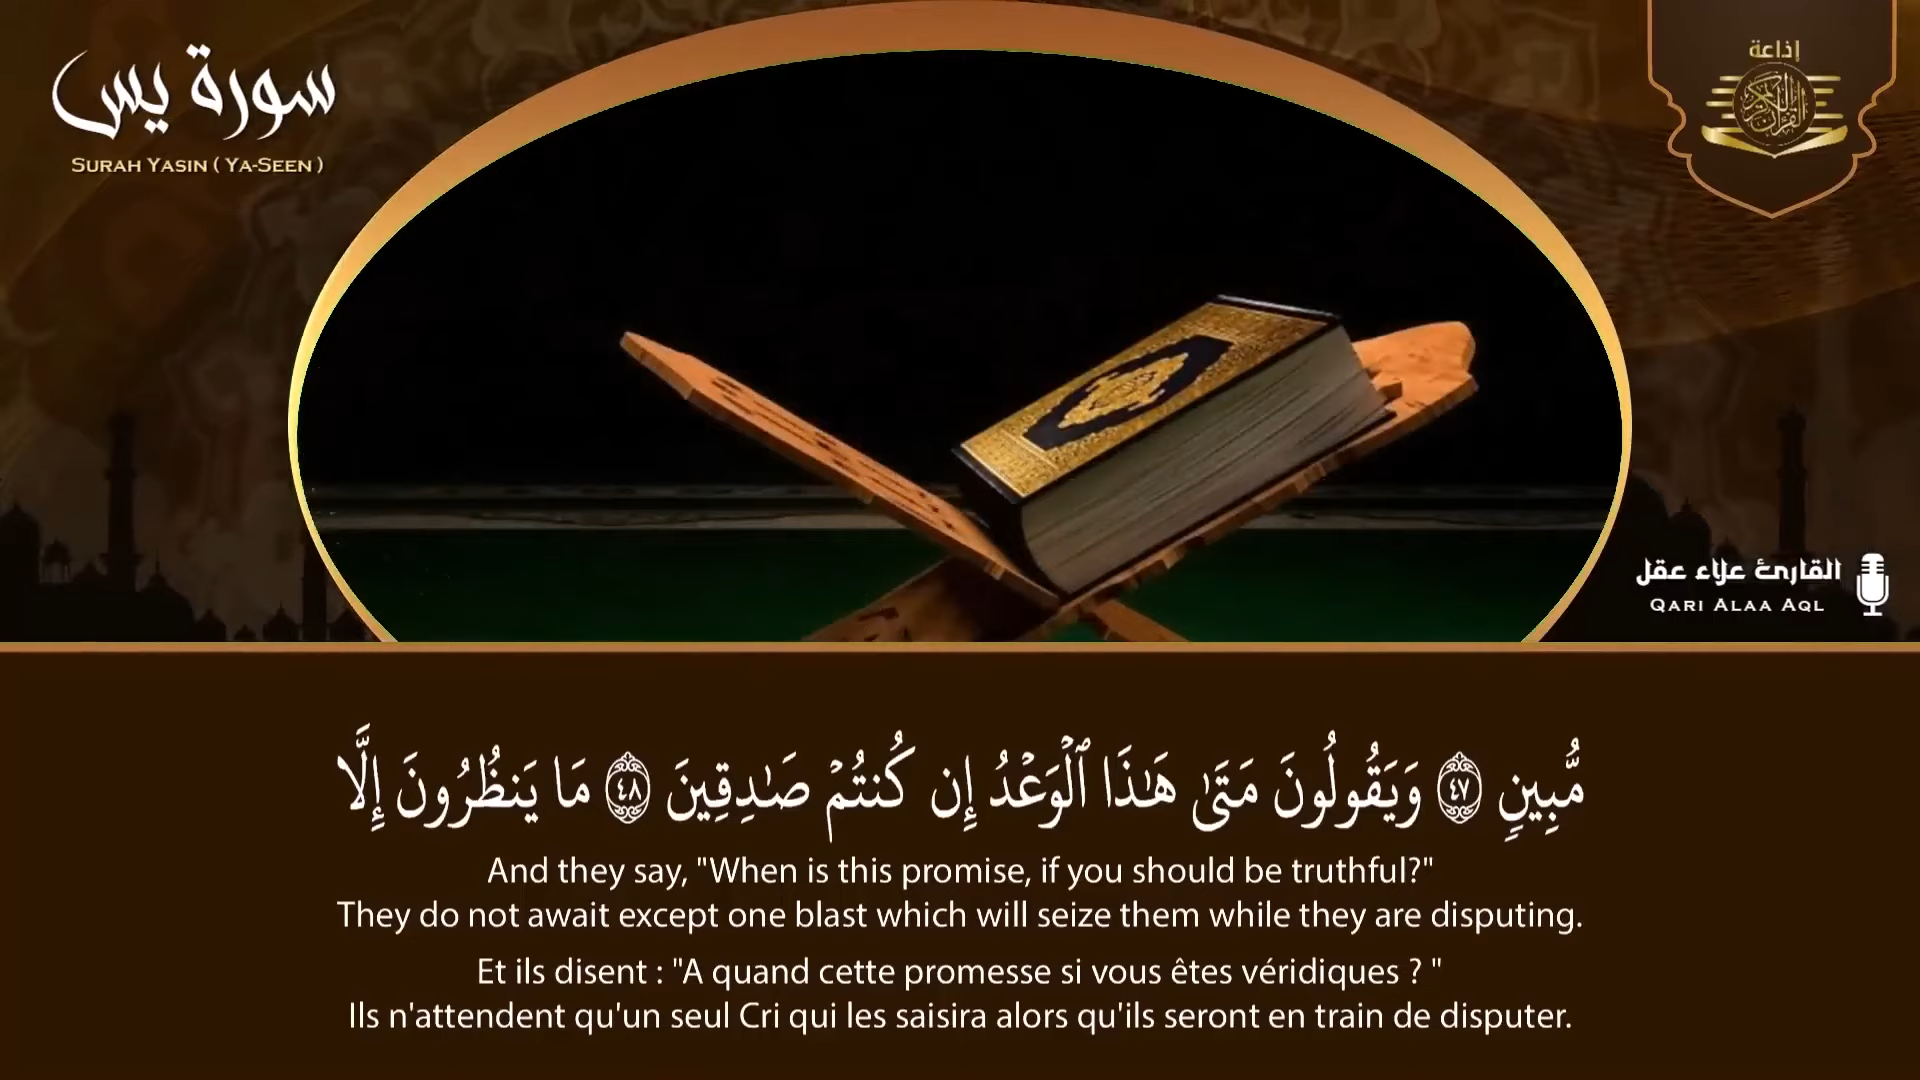 سورة يس
SURAH YASIN ( YA-SEEN )
إذاعة
القرآن الكريم
القارئ علاء عقل
QARI ALAA AQL
مُّبِينٍ ٤٧ وَيَقُولُونَ مَتَىٰ هَـٰذَا ٱلْوَعْدُ إِن كُنتُمْ صَـٰدِقِينَ ٤٨ مَا يَنظُرُونَ إِلَّا
And they say, "When is this promise, if you should be truthful?"
They do not await except one blast which will seize them while they are disputing.
Et ils disent : "A quand cette promesse si vous êtes véridiques ? "
Ils n'attendent qu'un seul Cri qui les saisira alors qu'ils seront en train de disputer.